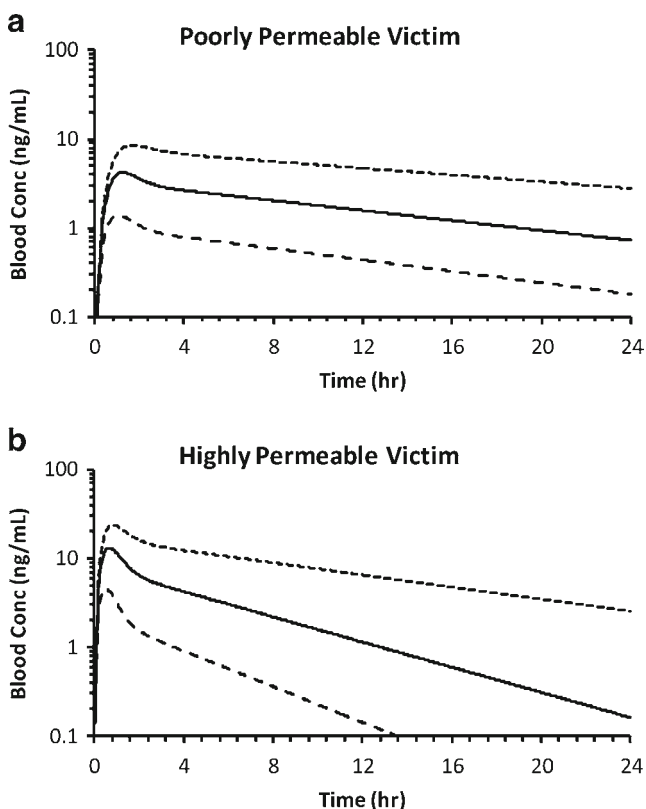 a
Poorly Permeable Victim
100
10
1
0.1
Blood Conc (ng/mL)
0 4 8 12 16 20 24
Time (hr)
b
Highly Permeable Victim
100
10
1
0.1
Blood Conc (ng/mL)
0 4 8 12 16 20 24
Time (hr)